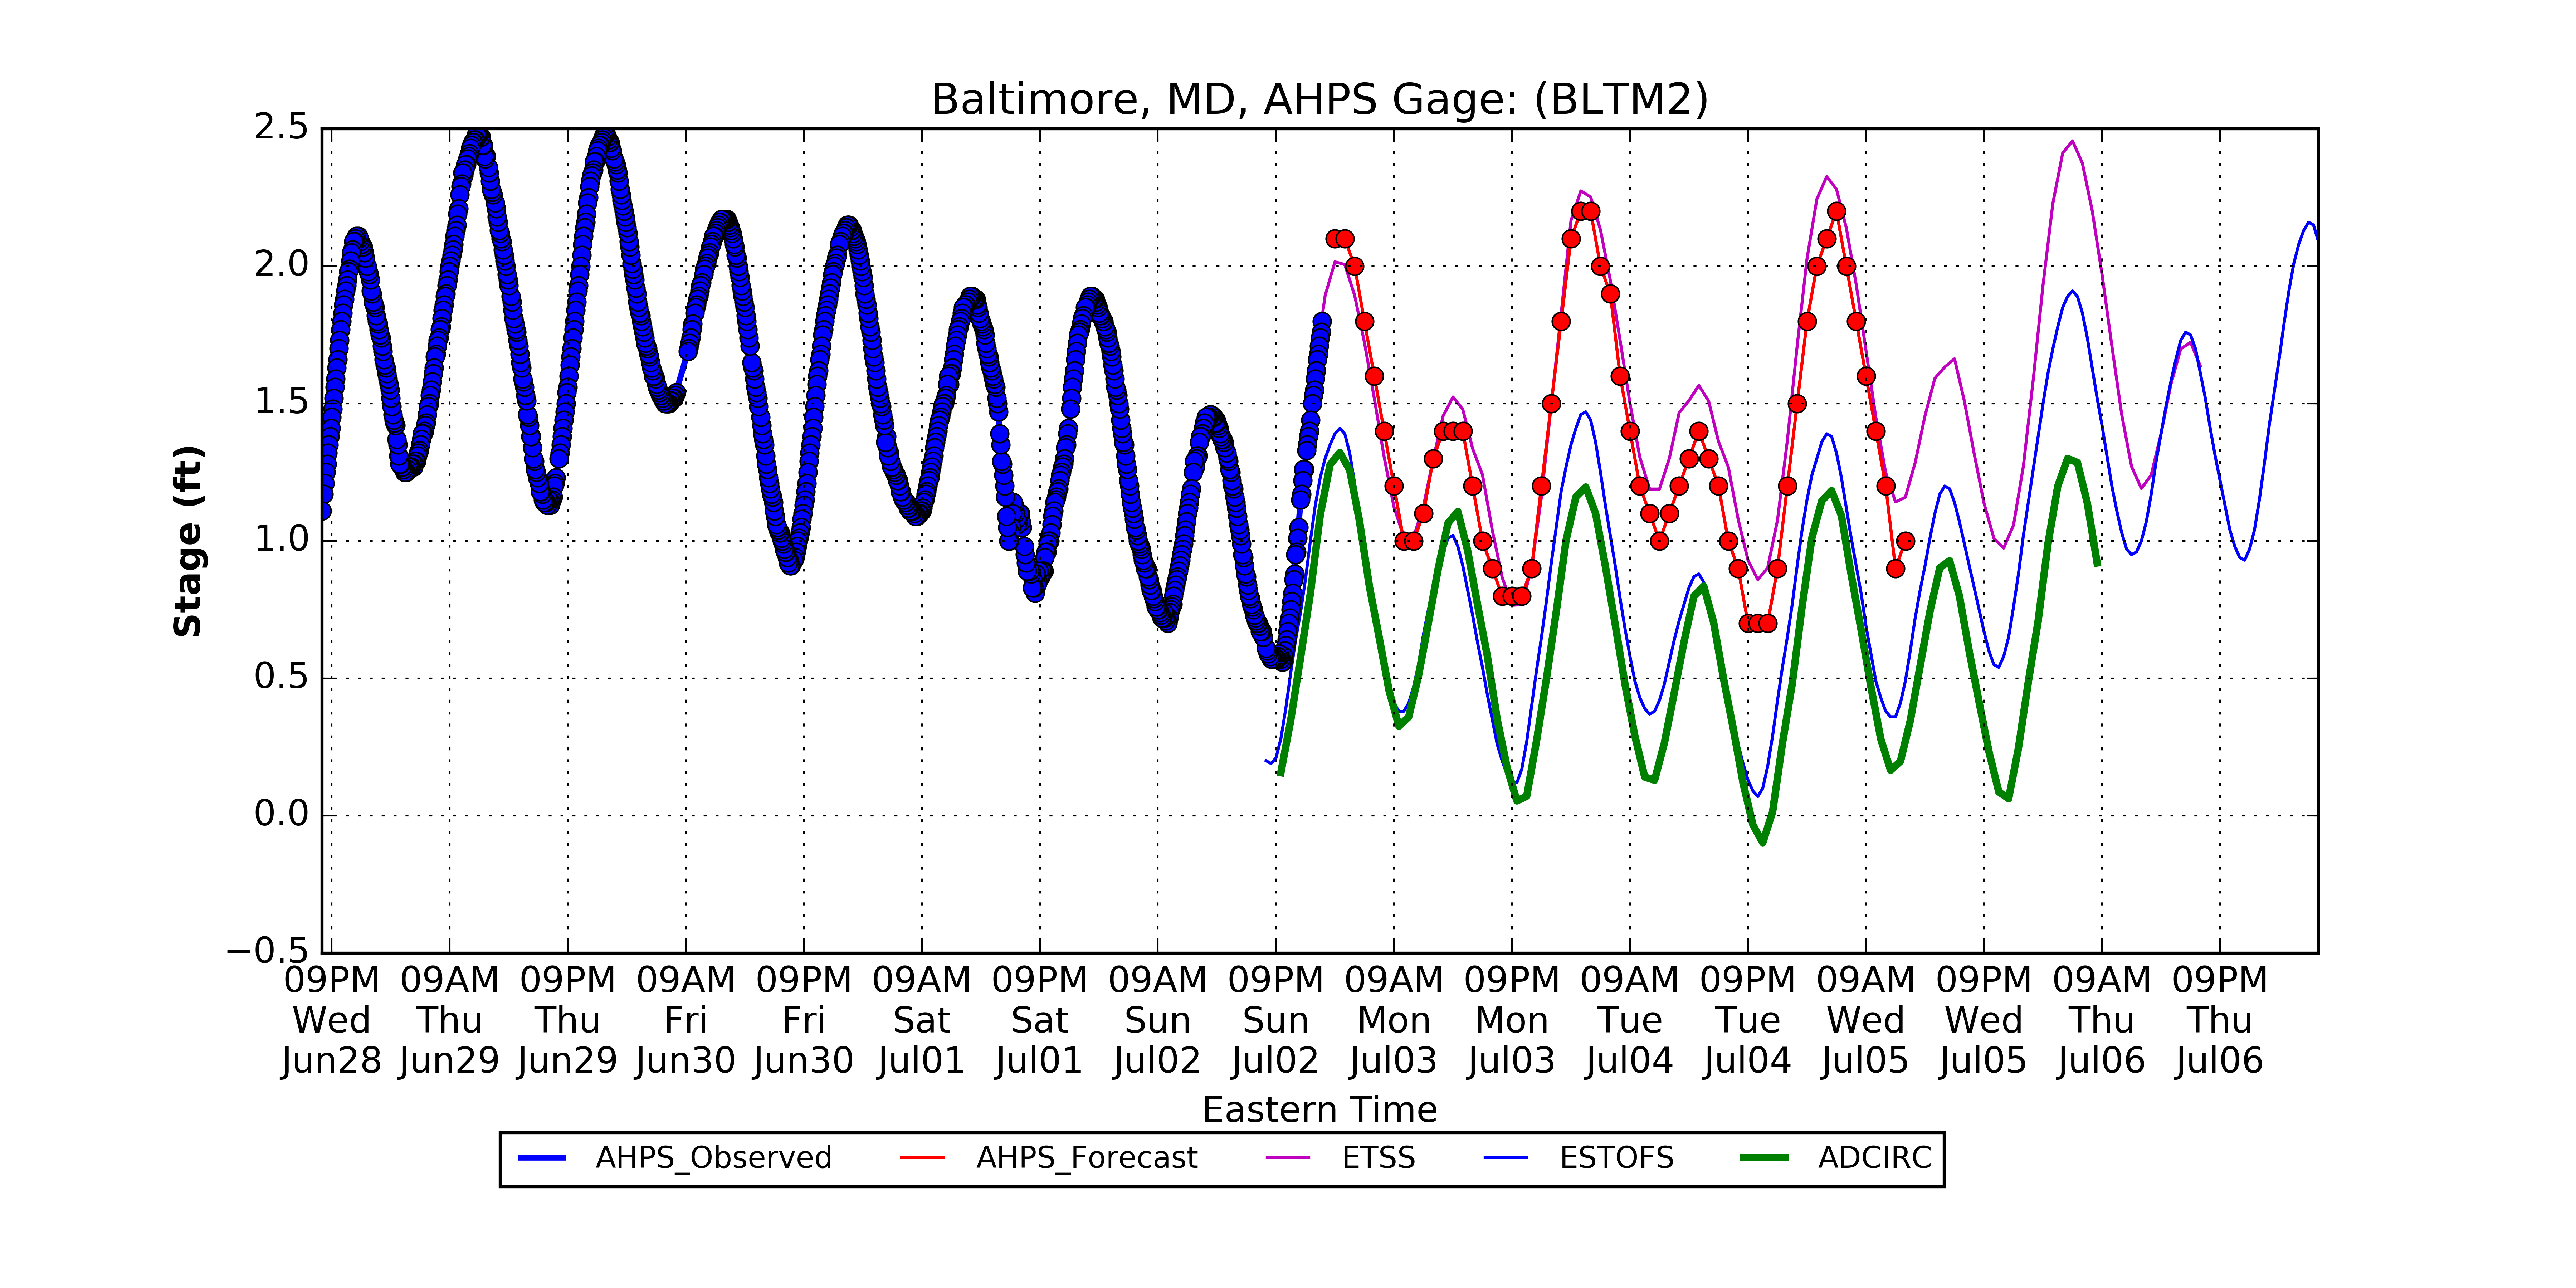 Baltimore, MD, AHPS Gage: (BLTM2)
2.5
2.0
1.5
1.0
0.5
0.0
−0.5
Stage (ft)
09PM 09AM 09PM 09AM 09PM 09AM 09PM 09AM 09PM 09AM 09PM 09AM 09PM 09AM 09PM 09AM 09PM
Wed Thu Thu Fri Fri Sat Sat Sun Sun Mon Mon Tue Tue Wed Wed Thu Thu
Jun28 Jun29 Jun29 Jun30 Jun30 Jul01 Jul01 Jul02 Jul02 Jul03 Jul03 Jul04 Jul04 Jul05 Jul05 Jul06 Jul06
Eastern Time
AHPS_Observed AHPS_Forecast ETSS ESTOFS ADCIRC